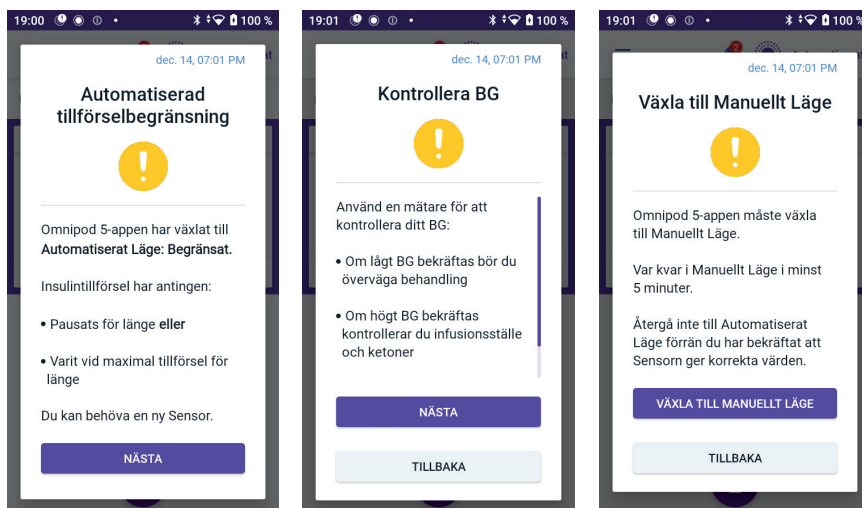 19:00
100 %
dec. 14, 07:01 PM
Automatiserad
tillförselbegränsning
Omnipod 5-appen har växlat till
Automatiserat Läge: Begränsat.
Insulintillförsel har antingen:
• Pausats för länge eller
• Varit vid maximal tillförsel för
länge
Du kan behöva en ny Sensor.
NÄSTA
19:01
100 %
dec. 14, 07:01 PM
Kontrollera BG
Använd en mätare för att
kontrollera ditt BG:
• Om lågt BG bekräftas bör du
överväga behandling
• Om högt BG bekräftas
kontrollerar du infusionsställe
och ketoner
NÄSTA
TILLBAKA
19:01
100 %
2
dec. 14, 07:01 PM
Växla till Manuellt Läge
Omnipod 5-appen måste växla
till Manuellt Läge.
Var kvar i Manuellt Läge i minst
5 minuter.
Återgå inte till Automatiserat
Läge förrän du har bekräftat att
Sensorn ger korrekta värden.
VÄXLA TILL MANUELLT LÄGE
TILLBAKA